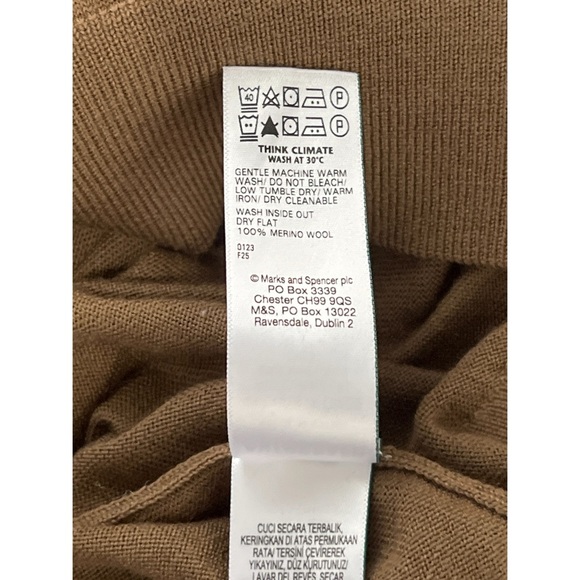 40 P
P
THINK CLIMATE
WASH AT 30°C
GENTLE MACHINE WARM
WASH/ DO NOT BLEACH/
LOW TUMBLE DRY/ WARM
IRON/ DRY CLEANABLE
WASH INSIDE OUT
DRY FLAT
100% MERINO WOOL
0123
F25
© Marks and Spencer plc
PO Box 3339
Chester CH99 9QS
M&S, PO Box 13022
Ravensdale, Dublin 2
CUCI SECARA TERBALIK,
KERINGKAN DI ATAS PERMUKAAN
RATA/ TERSİNİ ÇEVİREREK
YIKAYINIZ, DÜZ KURUTUNUZ/
LAVAR DEL REVÉS, SECAR